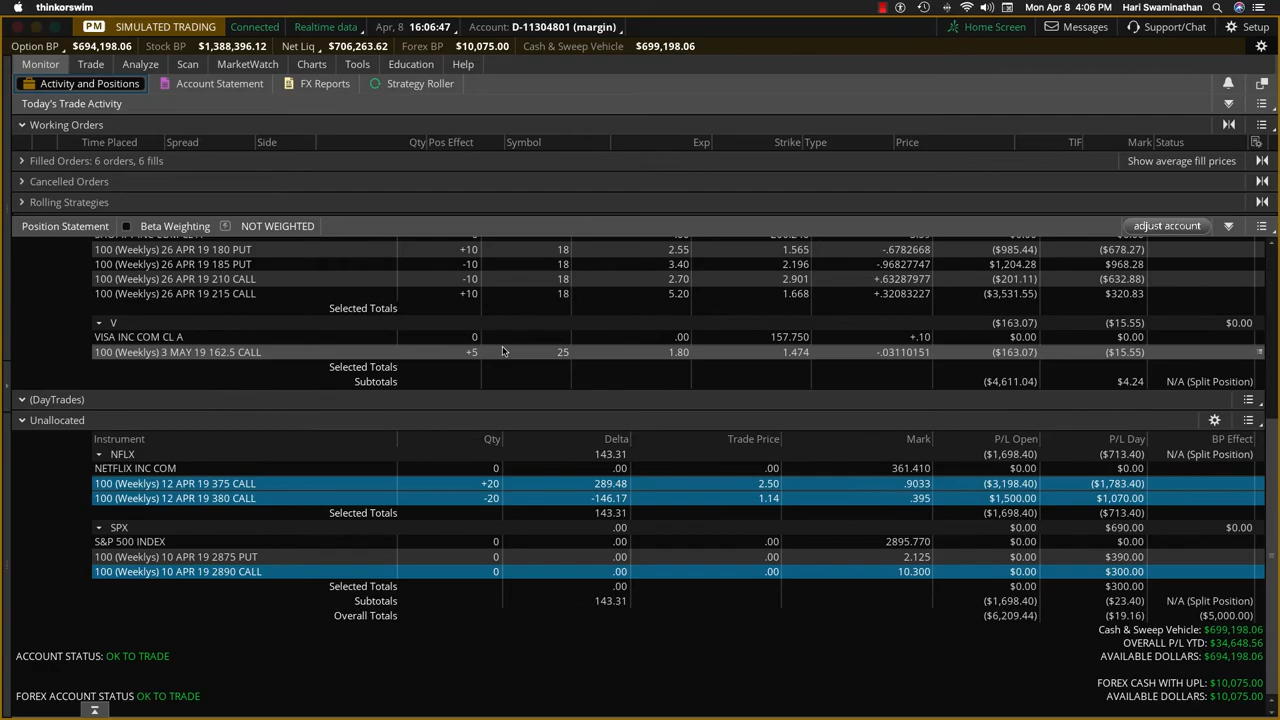 thinkorswim Mon Apr 8 4:06 PM Hari Swaminathan
PM SIMULATED TRADING Connected Realtime data Apr, 8 16:06:47 Account: D-11304801 (margin) Home Screen Messages Support/Chat Setup
Option BP $694,198.06 Stock BP $1,388,396.12 Net Liq $706,263.62 Forex BP $10,075.00 Cash & Sweep Vehicle $699,198.06
Monitor Trade Analyze Scan MarketWatch Charts Tools Education Help
Activity and Positions Account Statement FX Reports Strategy Roller
Today's Trade Activity
Working Orders
Time Placed Spread Side Qty Pos Effect Symbol Exp Strike Type Price TIF Mark Status
Filled Orders: 6 orders, 6 fills Show average fill prices
Cancelled Orders
Rolling Strategies
Position Statement Beta Weighting NOT WEIGHTED adjust account
100 (Weeklys) 26 APR 19 180 PUT +10 18 2.55 1.565 -.6782668 ($985.44) ($678.27)
100 (Weeklys) 26 APR 19 185 PUT -10 18 3.40 2.196 -.96827747 $1,204.28 $968.28
100 (Weeklys) 26 APR 19 210 CALL -10 18 2.70 2.901 +.63287977 ($201.11) ($632.88)
100 (Weeklys) 26 APR 19 215 CALL +10 18 5.20 1.668 +.32083227 ($3,531.55) $320.83
Selected Totals
V ($163.07) ($15.55) $0.00
VISA INC COM CL A 0 .00 157.750 +.10 $0.00 $0.00
100 (Weeklys) 3 MAY 19 162.5 CALL +5 25 1.80 1.474 -.03110151 ($163.07) ($15.55)
Selected Totals
Subtotals ($4,611.04) $4.24 N/A (Split Position)
(DayTrades)
Unallocated
Instrument Qty Delta Trade Price Mark P/L Open P/L Day BP Effect
NFLX 143.31 ($1,698.40) ($713.40) N/A (Split Position)
NETFLIX INC COM 0 .00 .00 361.410 $0.00 $0.00
100 (Weeklys) 12 APR 19 375 CALL +20 289.48 2.50 .9033 ($3,198.40) ($1,783.40)
100 (Weeklys) 12 APR 19 380 CALL -20 -146.17 1.14 .395 $1,500.00 $1,070.00
Selected Totals 143.31 ($1,698.40) ($713.40)
SPX .00 $0.00 $690.00 $0.00
S&P 500 INDEX 0 .00 .00 2895.770 $0.00 $0.00
100 (Weeklys) 10 APR 19 2875 PUT 0 .00 .00 2.125 $0.00 $390.00
100 (Weeklys) 10 APR 19 2890 CALL 0 .00 .00 10.300 $0.00 $300.00
Selected Totals .00 $0.00 $300.00
Subtotals 143.31 ($1,698.40) ($23.40) N/A (Split Position)
Overall Totals ($6,209.44) ($19.16) ($5,000.00)
Cash & Sweep Vehicle: $699,198.06
OVERALL P/L YTD: $34,648.56
ACCOUNT STATUS: OK TO TRADE AVAILABLE DOLLARS: $694,198.06
FOREX CASH WITH UPL: $10,075.00
FOREX ACCOUNT STATUS OK TO TRADE AVAILABLE DOLLARS: $10,075.00